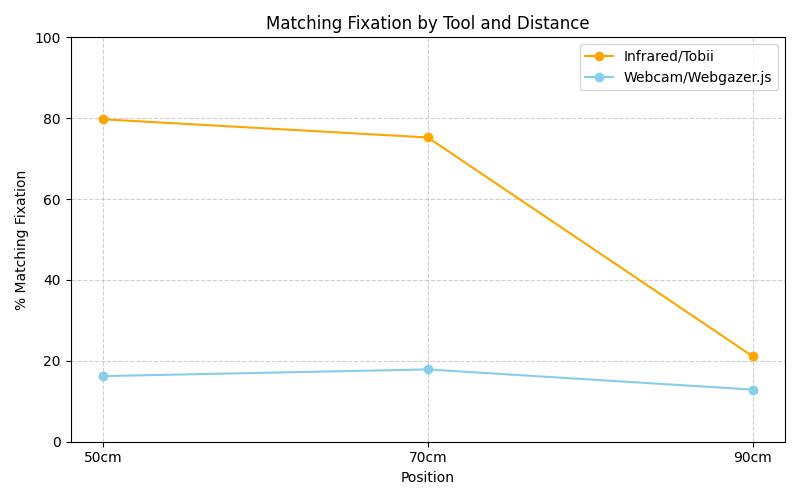 Matching Fixation by Tool and Distance
Infrared/Tobii
Webcam/Webgazer.js
% Matching Fixation
100
80
60
40
20
0
50cm
70cm
90cm
Position